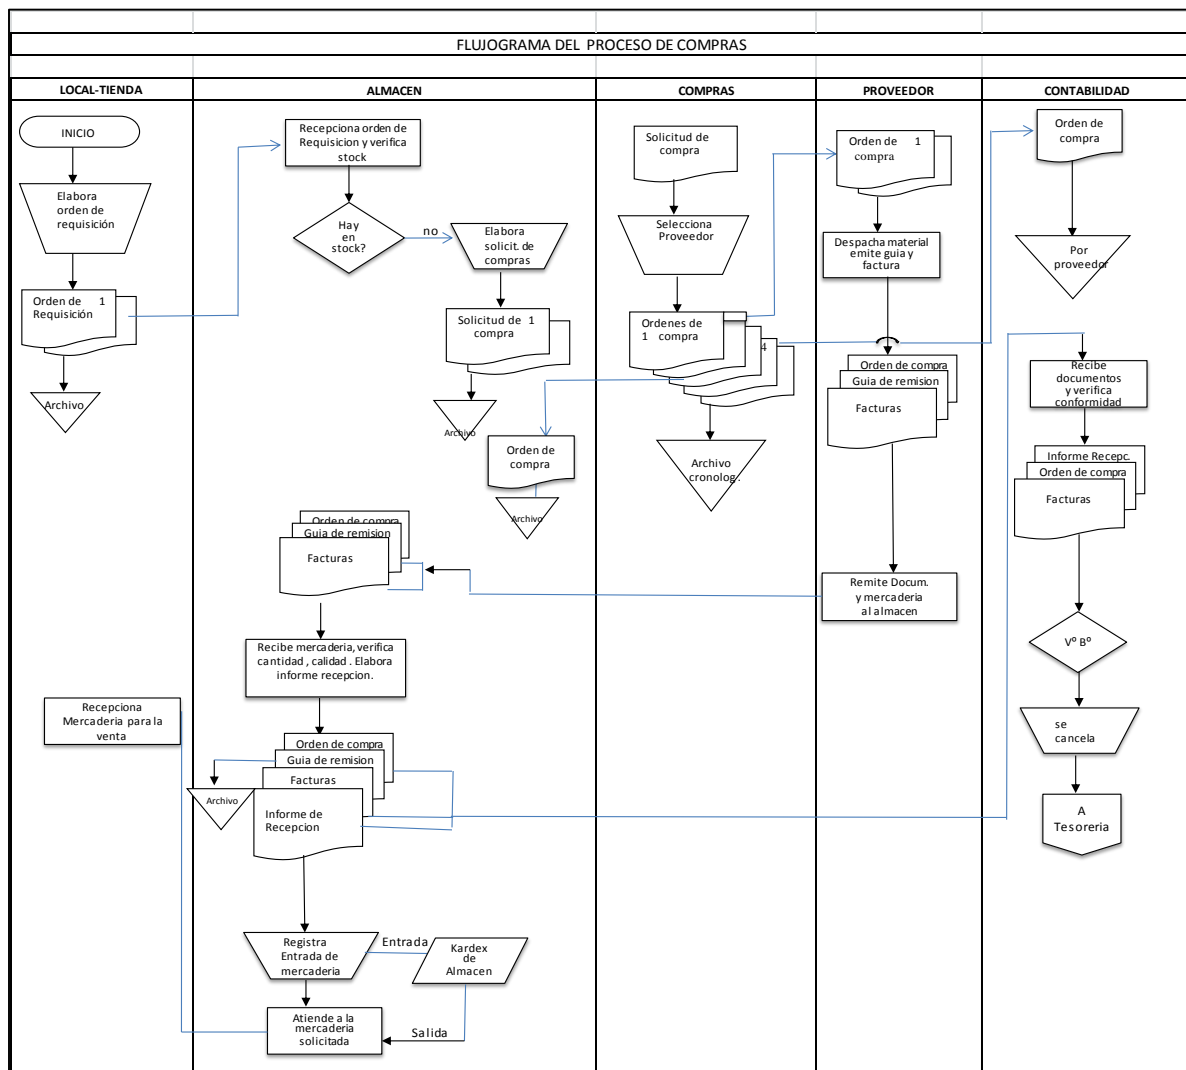 FLUJOGRAMA DEL PROCESO DE COMPRAS
LOCAL-TIENDA
ALMACEN
COMPRAS
PROVEEDOR
CONTABILIDAD
INICIO
Elabora
orden de
requisición
Orden de 1
Requisición
Archivo
Recepciona
Mercaderia para la
venta
Recepciona orden de
Requisicion y verifica
stock
Hay
en
stock?
no
Elabora
solicit. de
compras
Solicitud de 1
compra
Archivo
Orden de
compra
Archivo
Orden de compra
Guia de remision
Facturas
Recibe mercaderia, verifica
cantidad , calidad . Elabora
informe recepcion.
Orden de compra
Guia de remision
Facturas
Informe de
Recepcion
Archivo
Registra
Entrada de
mercaderia
Entrada
Kardex
de
Almacen
Atiende a la
mercaderia
solicitada
Salida
Solicitud de
compra
Selecciona
Proveedor
Ordenes de
1 compra
4
Archivo
cronolog .
Orden de 1
compra
Despacha material
emite guia y
factura
Orden de compra
Guia de remision
Facturas
Remite Docum.
y mercaderia
al almacen
Orden de
compra
Por
proveedor
Recibe
documentos
y verifica
conformidad
Informe Recepc.
Orden de compra
Facturas
Vº Bº
se
cancela
A
Tesoreria